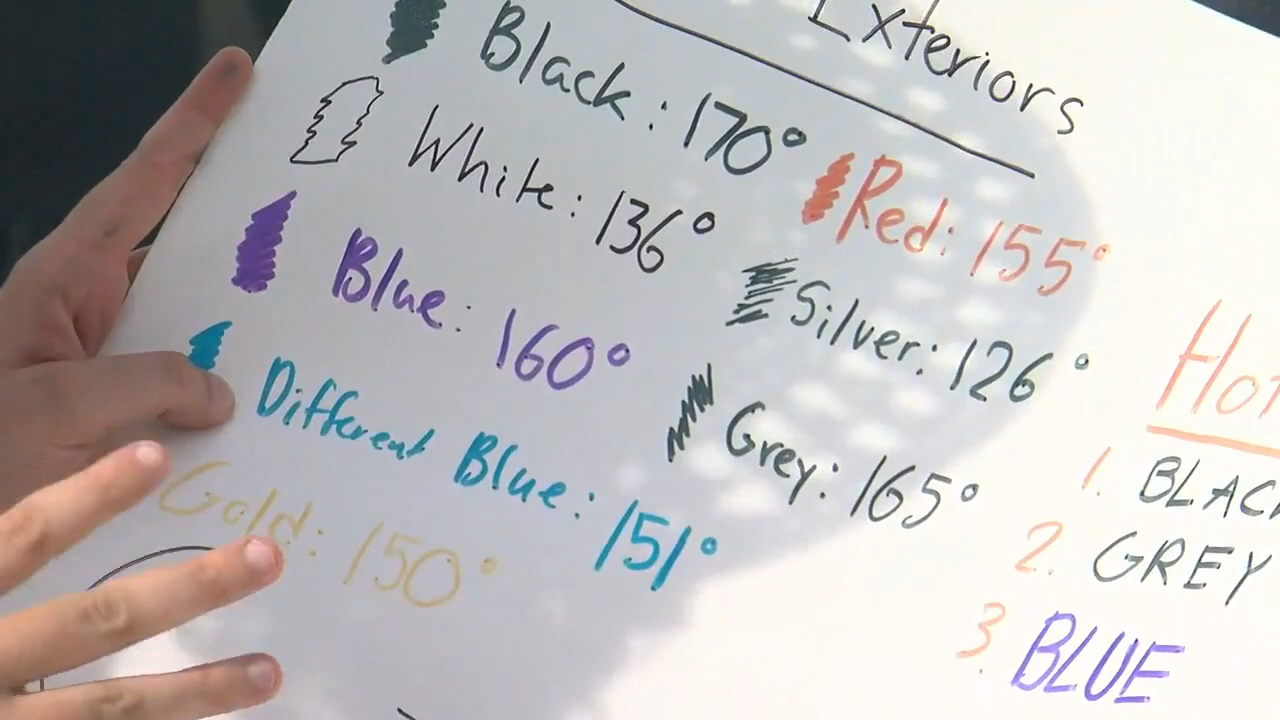 Exteriors
Black: 170°
White: 136°
Blue: 160°
Different Blue: 151°
Gold: 150°
Red: 155°
Silver: 126°
Grey: 165°
1. BLAC
2. GREY
3. BLUE